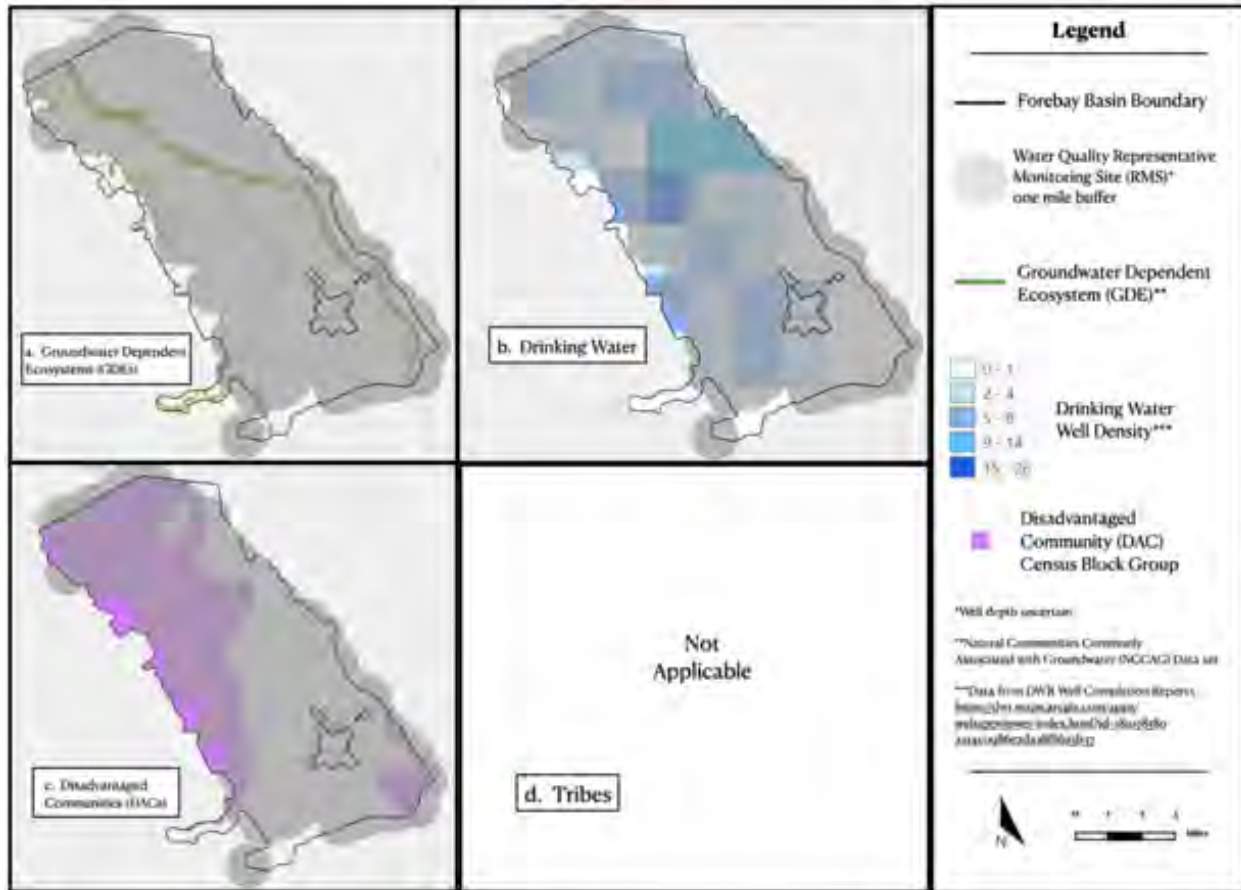 a. Groundwater Dependent
Ecosystems (GDEs)
b. Drinking Water
c. Disadvantaged
Communities (DACs)
Not
Applicable
d. Tribes
Legend
Forebay Basin Boundary
Water Quality Representative
Monitoring Site (RMS)*
one mile buffer
Groundwater Dependent
Ecosystem (GDE)**
0 - 1
2 - 4
5 - 8
9 - 14
15 -
Drinking Water
Well Density***
Disadvantaged
Community (DAC)
Census Block Group
*Well depth uncertain
**Natural Communities Commonly
Associated with Groundwater (NCCAG) Data set
***Data from DWR Well Completion Reports,
N
Miles